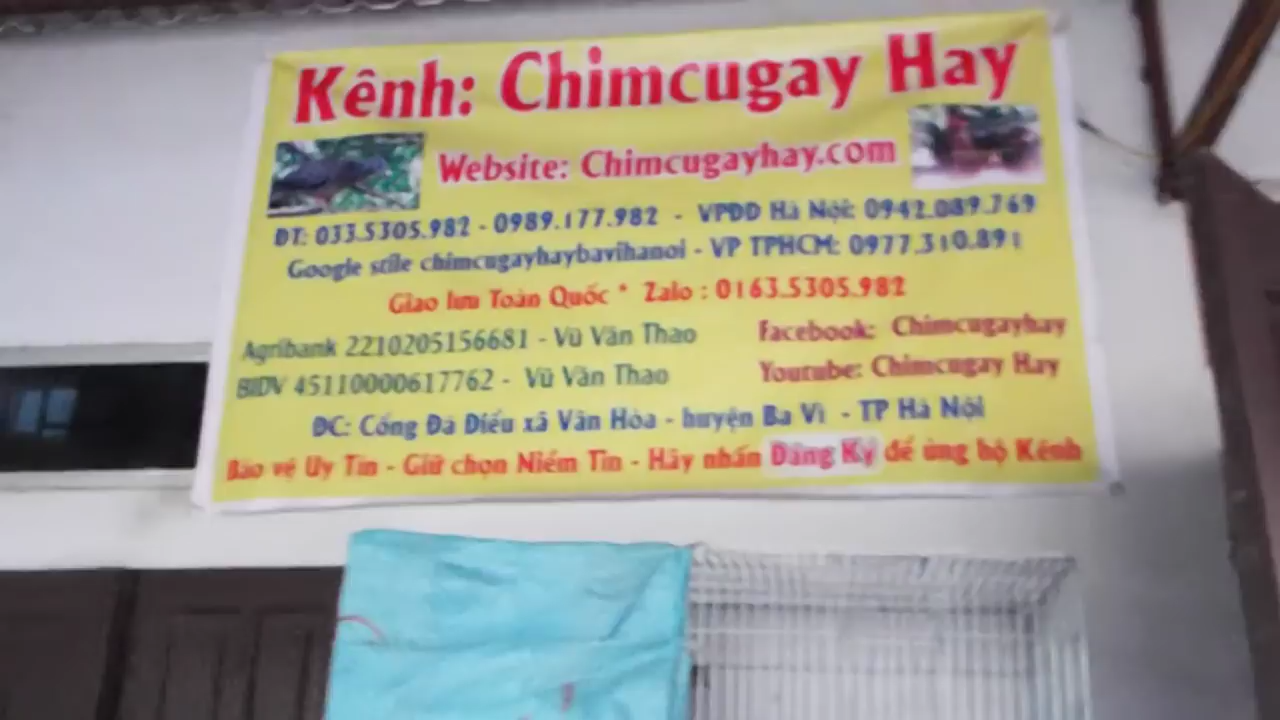 Kênh: Chimcugay Hay
Website: Chimcugayhay.com
ĐT: 033.5305.982 - 0989.177.982 - VPĐD Hà Nội: 0942.089.769
Google stile chimcugayhaybavihanoi - VP TPHCM: 0977.310.891
Giao lưu Toàn Quốc * Zalo : 0163.5305.982
Agribank 2210205156681 - Vũ Văn Thao
Facebook: Chimcugayhay
BIDV 45110000617762 - Vũ Văn Thao
Youtube: Chimcugay Hay
ĐC: Cổng Đá Diếu xã Vân Hòa - huyện Ba Vì - TP Hà Nội
Bảo vệ Uy Tín - Giữ chọn Niềm Tin - Hãy nhấn Đăng Ký để ủng hộ Kênh